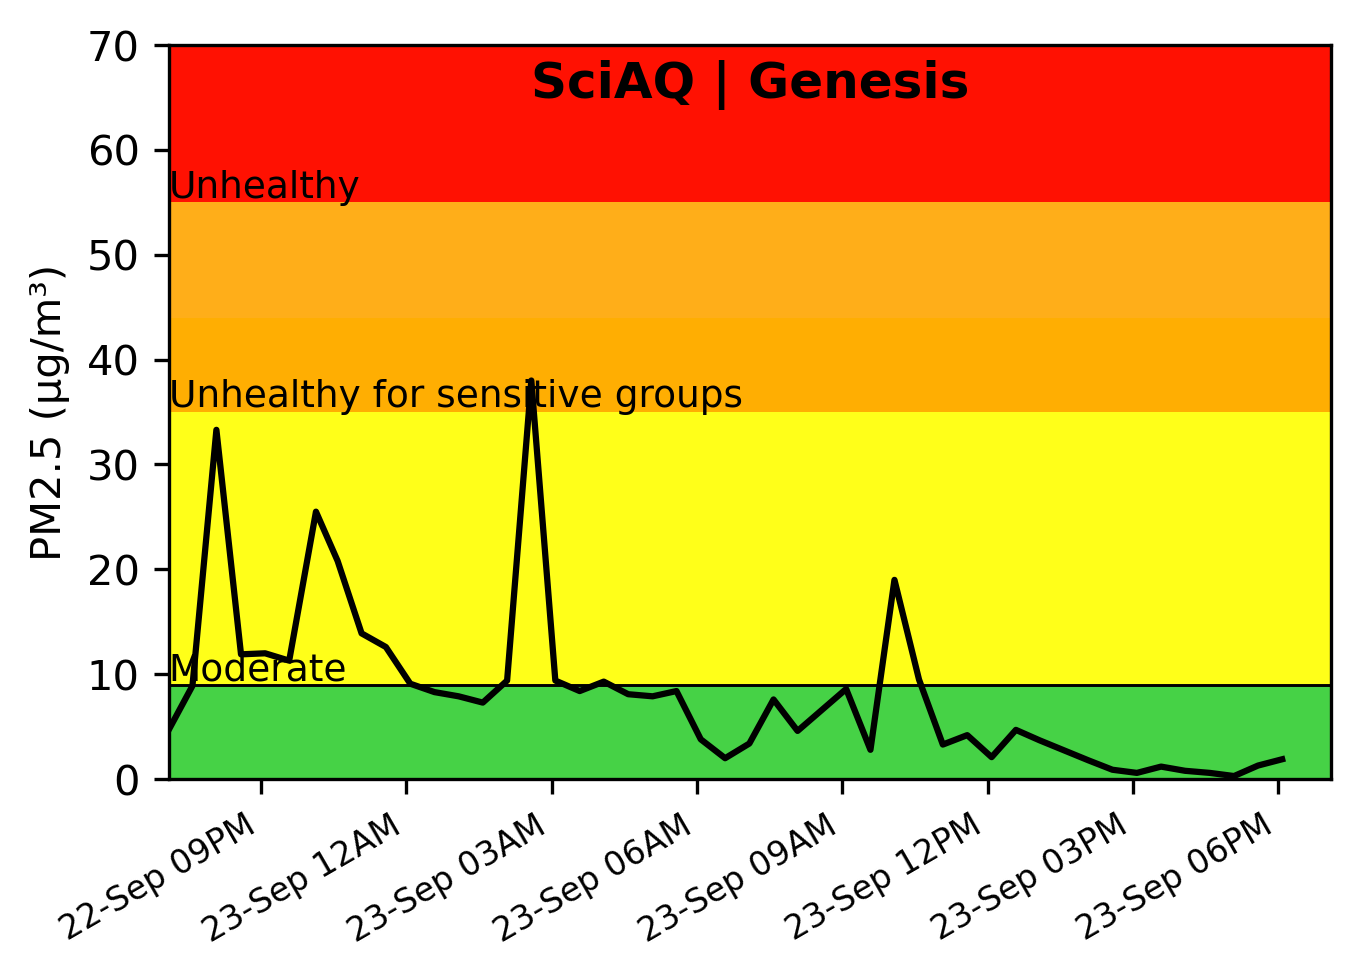 SciAQ | Genesis
PM2.5 (µg/m³)
70
60
50
40
30
20
10
0
Unhealthy
Unhealthy for sensitive groups
Moderate
22-Sep 09PM
23-Sep 12AM
23-Sep 03AM
23-Sep 06AM
23-Sep 09AM
23-Sep 12PM
23-Sep 03PM
23-Sep 06PM